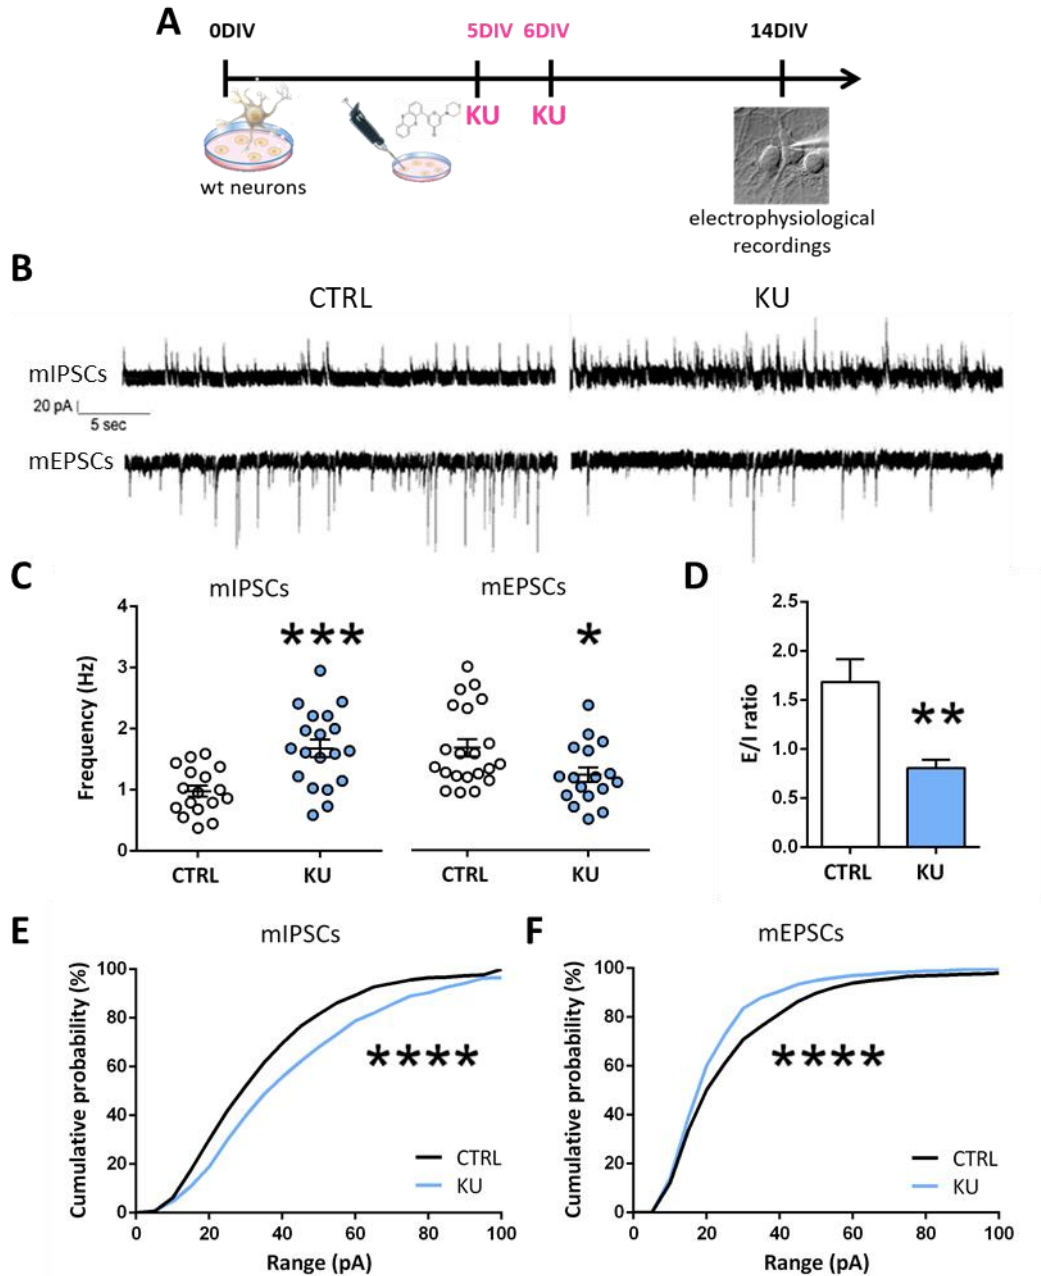 A
0DIV
5DIV 6DIV
14DIV
KU
KU
wt neurons
electrophysiological
recordings
B
CTRL
KU
mIPSCs
20 pA
5 sec
mEPSCs
C
mIPSCs
mEPSCs
4
3
2
1
0
Frequency (Hz)
***
*
CTRL
KU
CTRL
KU
D
2.5
2.0
1.5
1.0
0.5
0.0
E/I ratio
**
CTRL
KU
E
mIPSCs
100
80
60
40
20
0
Cumulative probability (%)
****
CTRL
KU
0 20 40 60 80 100
Range (pA)
F
mEPSCs
100
80
60
40
20
0
Cumulative probability (%)
****
CTRL
KU
0 20 40 60 80 100
Range (pA)